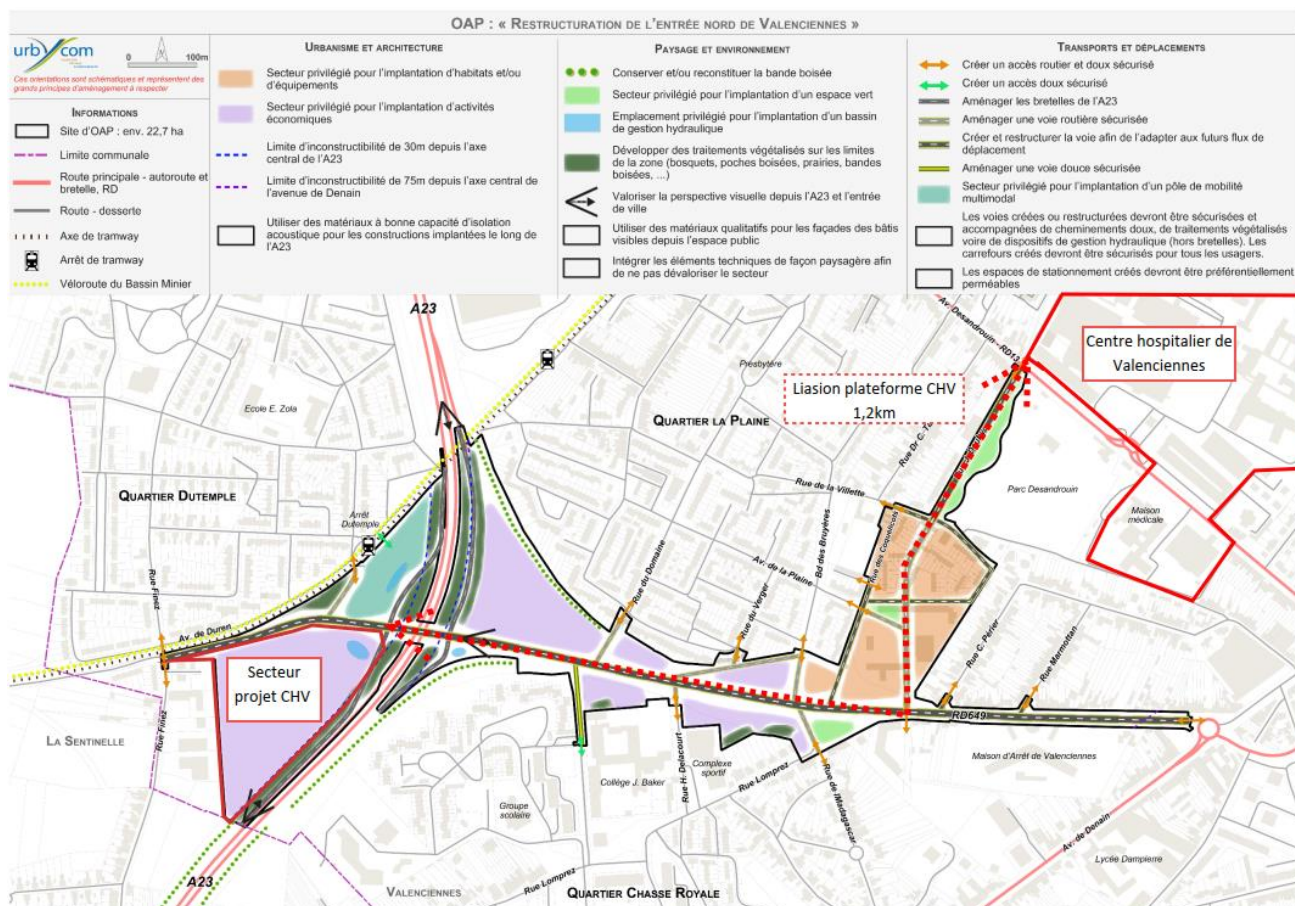 OAP : « RESTRUCTURATION DE L'ENTRÉE NORD DE VALENCIENNES »
urbycom
0 100m
Ces orientations sont schématiques et représentent des
grands principes d'aménagement à respecter
INFORMATIONS
Site d'OAP : env. 22,7 ha
Limite communale
Route principale - autoroute et
bretelle, RD
Route - desserte
Axe de tramway
Arrêt de tramway
Véloroute du Bassin Minier
URBANISME ET ARCHITECTURE
Secteur privilégié pour l'implantation d'habitats et/ou
d'équipements
Secteur privilégié pour l'implantation d'activités
économiques
Limite d'inconstructibilité de 30m depuis l'axe
central de l'A23
Limite d'inconstructibilité de 75m depuis l'axe central de
l'avenue de Denain
Utiliser des matériaux à bonne capacité d'isolation
acoustique pour les constructions implantées le long de
l'A23
PAYSAGE ET ENVIRONNEMENT
Conserver et/ou reconstituer la bande boisée
Secteur privilégié pour l'implantation d'un espace vert
Emplacement privilégié pour l'implantation d'un bassin
de gestion hydraulique
Développer des traitements végétalisés sur les limites
de la zone (bosquets, poches boisées, prairies, bandes
boisées, ...)
Valoriser la perspective visuelle depuis l'A23 et l'entrée
de ville
Utiliser des matériaux qualitatifs pour les façades des bâtis
visibles depuis l'espace public
Intégrer les éléments techniques de façon paysagère afin
de ne pas dévaloriser le secteur
TRANSPORTS ET DÉPLACEMENTS
Créer un accès routier et doux sécurisé
Créer un accès doux sécurisé
Aménager les bretelles de l'A23
Aménager une voie routière sécurisée
Créer et restructurer la voie afin de l'adapter aux futurs flux de
déplacement
Aménager une voie douce sécurisée
Secteur privilégié pour l'implantation d'un pôle de mobilité
multimodal
Les voies créées ou restructurées devront être sécurisées et
accompagnées de cheminements doux, de traitements végétalisés
voire de dispositifs de gestion hydraulique (hors bretelles). Les
carrefours créés devront être sécurisés pour tous les usagers.
Les espaces de stationnement créés devront être préférentiellement
perméables
A23
Av. Desandrouin - RD13
Centre hospitalier de
Valenciennes
Presbytère
Liasion plateforme CHV
1,2km
Ecole E. Zola
QUARTIER LA PLAINE
Rue Dr C.
Rue de la Villette
Parc Desandrouin
Maison
médicale
QUARTIER DUTEMPLE
Arrêt
Dutemple
Rue des Coquelicots
Bd des Bruyères
Av. de la Plaine
Rue du Domaine
Rue du Verger
Rue Finez
Av. de Duren
Rue C. Périer
Rue Marmottan
Secteur
projet CHV
RD649
LA SENTINELLE
Rue Finez
Maison d'Arrêt de Valenciennes
Collège J. Baker
Rue H. Delacourt
Complexe
sportif
Rue Lomprez
Rue de Madagascar
Groupe
scolaire
Av. de Denain
Lycée Dampierre
A23
VALENCIENNES
Rue Lomprez
QUARTIER CHASSE ROYALE